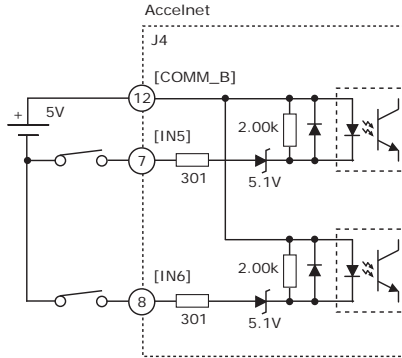 Accelnet
J4
[COMM_B]
12
+ 5V
2.00k
[IN5]
7
301
5.1V
2.00k
[IN6]
8
301
5.1V